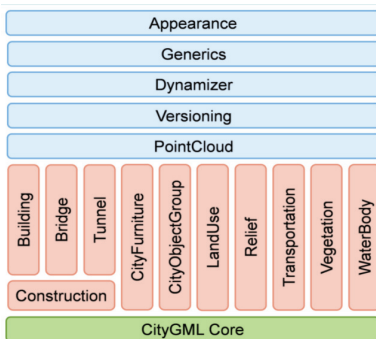 Appearance
Generics
Dynamizer
Versioning
PointCloud
Building
Bridge
Tunnel
CityFurniture
CityObjectGroup
LandUse
Relief
Transportation
Vegetation
WaterBody
Construction
CityGML Core